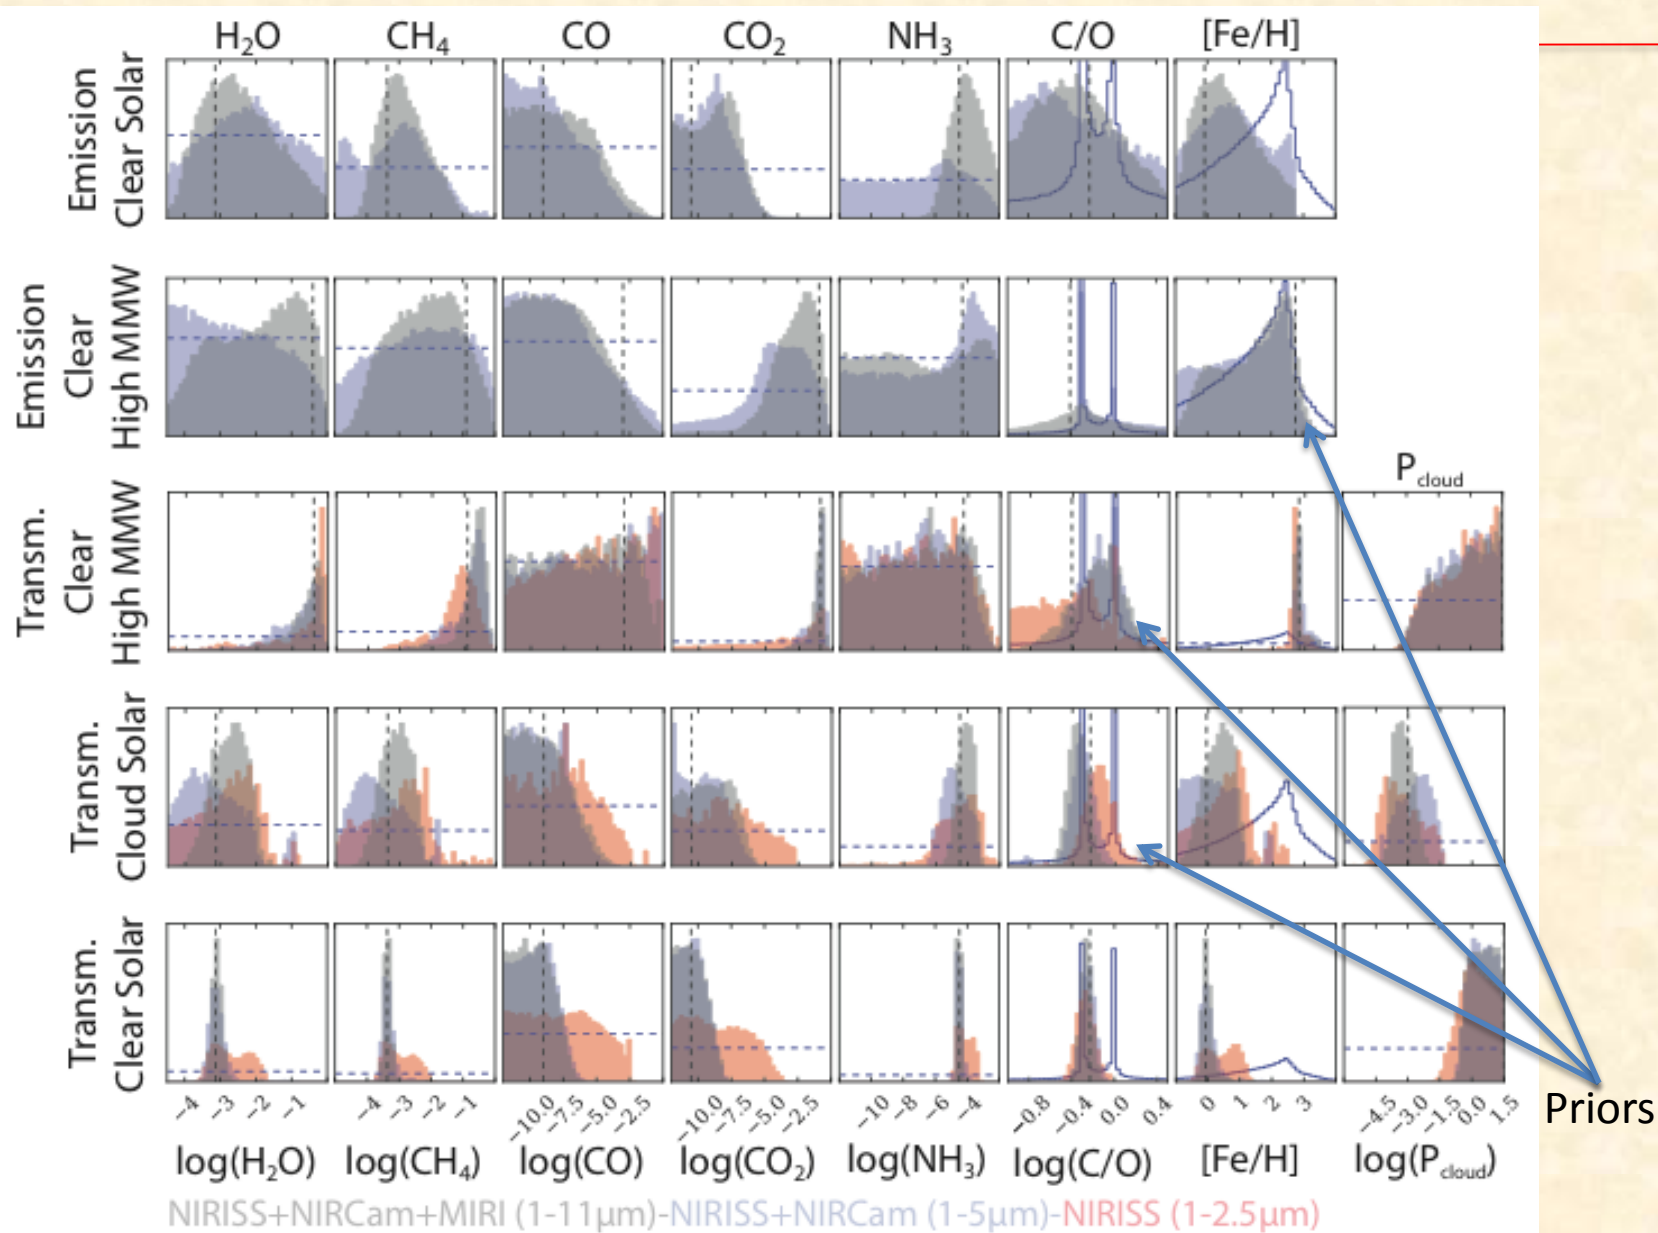 H₂O CH₄ CO CO₂ NH₃ C/O [Fe/H]
Emission
Clear Solar
Emission
Clear
High MMW
P_cloud
Transm.
Clear
High MMW
Transm.
Cloud Solar
Transm.
Clear Solar
−4 −3 −2 −1 −4 −3 −2 −1 −10.0 −7.5 −5.0 −2.5 −10.0 −7.5 −5.0 −2.5 −10 −8 −6 −4 −0.8 −0.4 0.0 0.4 0 1 2 3 −4.5 −3.0 −1.5 0.0 1.5
Priors
log(H₂O) log(CH₄) log(CO) log(CO₂) log(NH₃) log(C/O) [Fe/H] log(P_cloud)
NIRISS+NIRCam+MIRI (1-11µm)-NIRISS+NIRCam (1-5µm)-NIRISS (1-2.5µm)